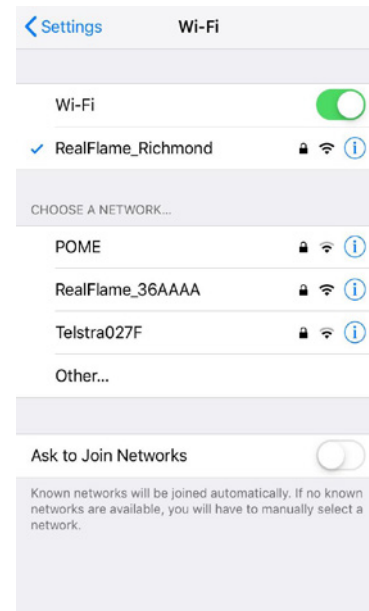 Settings Wi-Fi
Wi-Fi
RealFlame_Richmond
CHOOSE A NETWORK...
POME
RealFlame_36AAAA
Telstra027F
Other...
Ask to Join Networks
Known networks will be joined automatically. If no known
networks are available, you will have to manually select a
network.